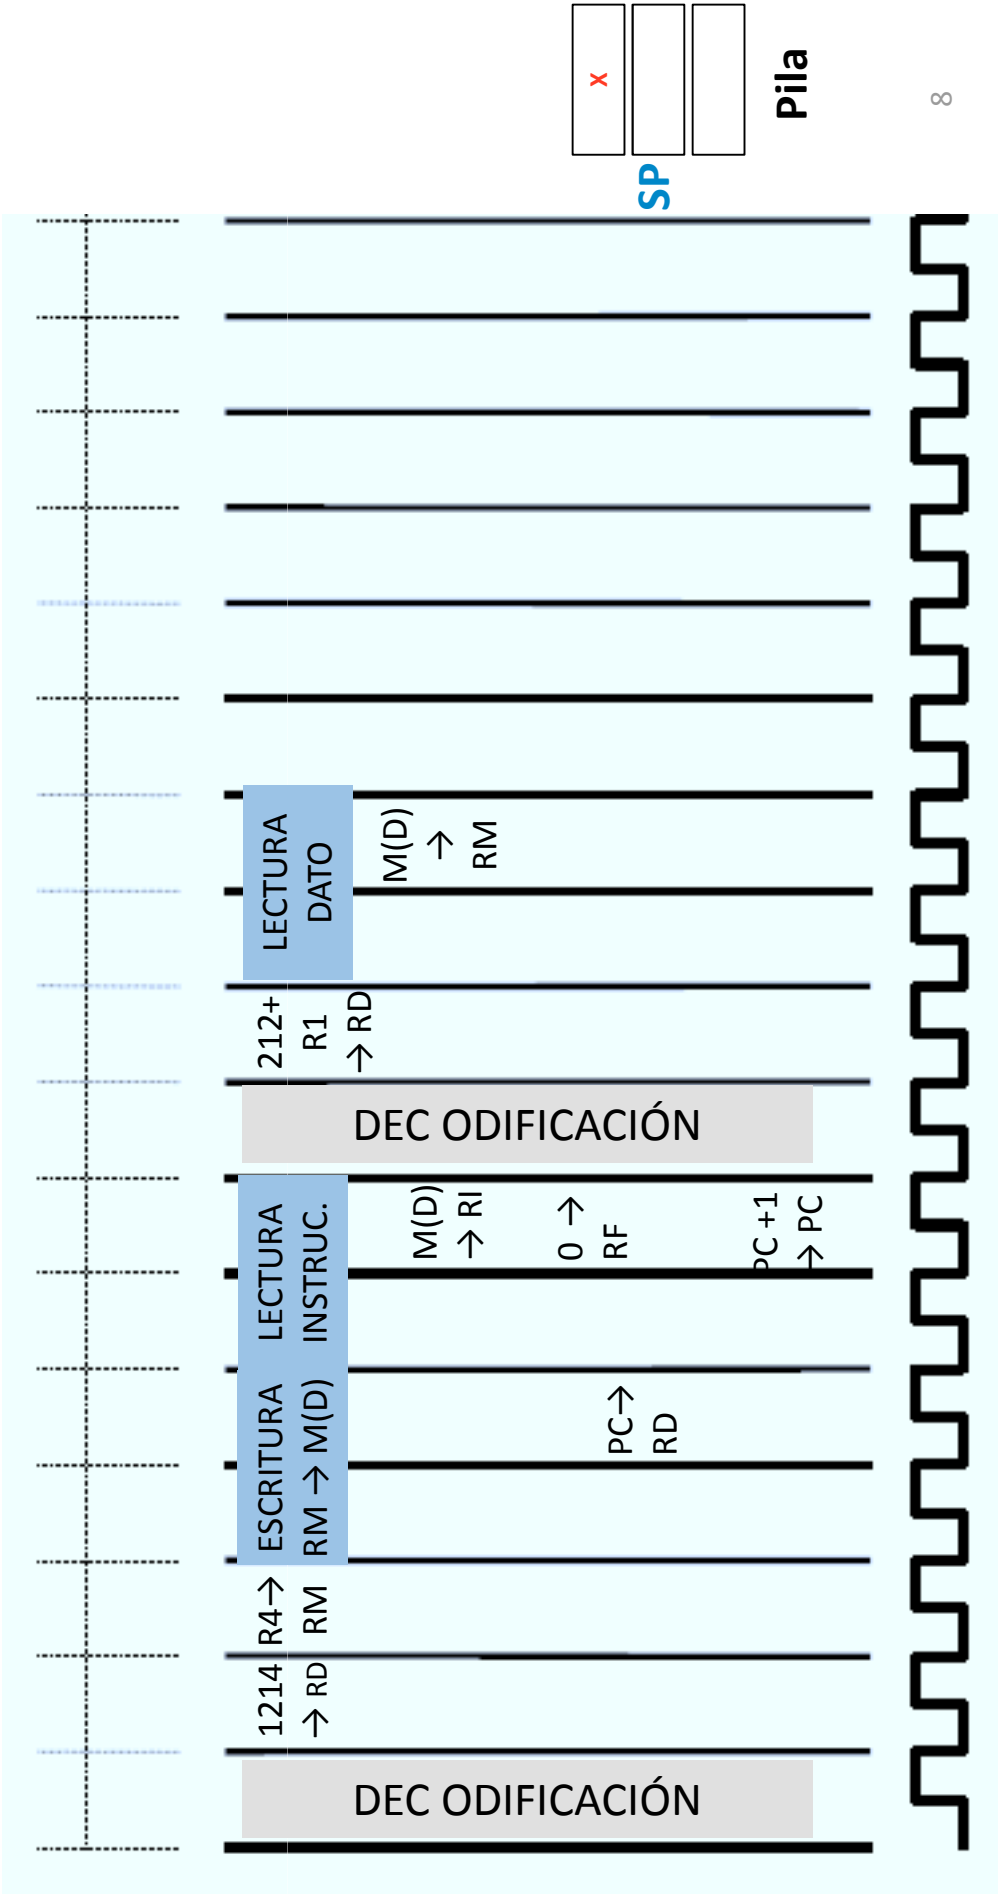 DEC ODIFICACIÓN
1214
→ RD
R4→
RM
ESCRITURA
RM → M(D)
PC→
RD
LECTURA
INSTRUC.
M(D)
→ RI
0 →
RF
PC +1
→ PC
DEC ODIFICACIÓN
212+
R1
→ RD
LECTURA
DATO
M(D)
→
RM
SP
x
Pila
8